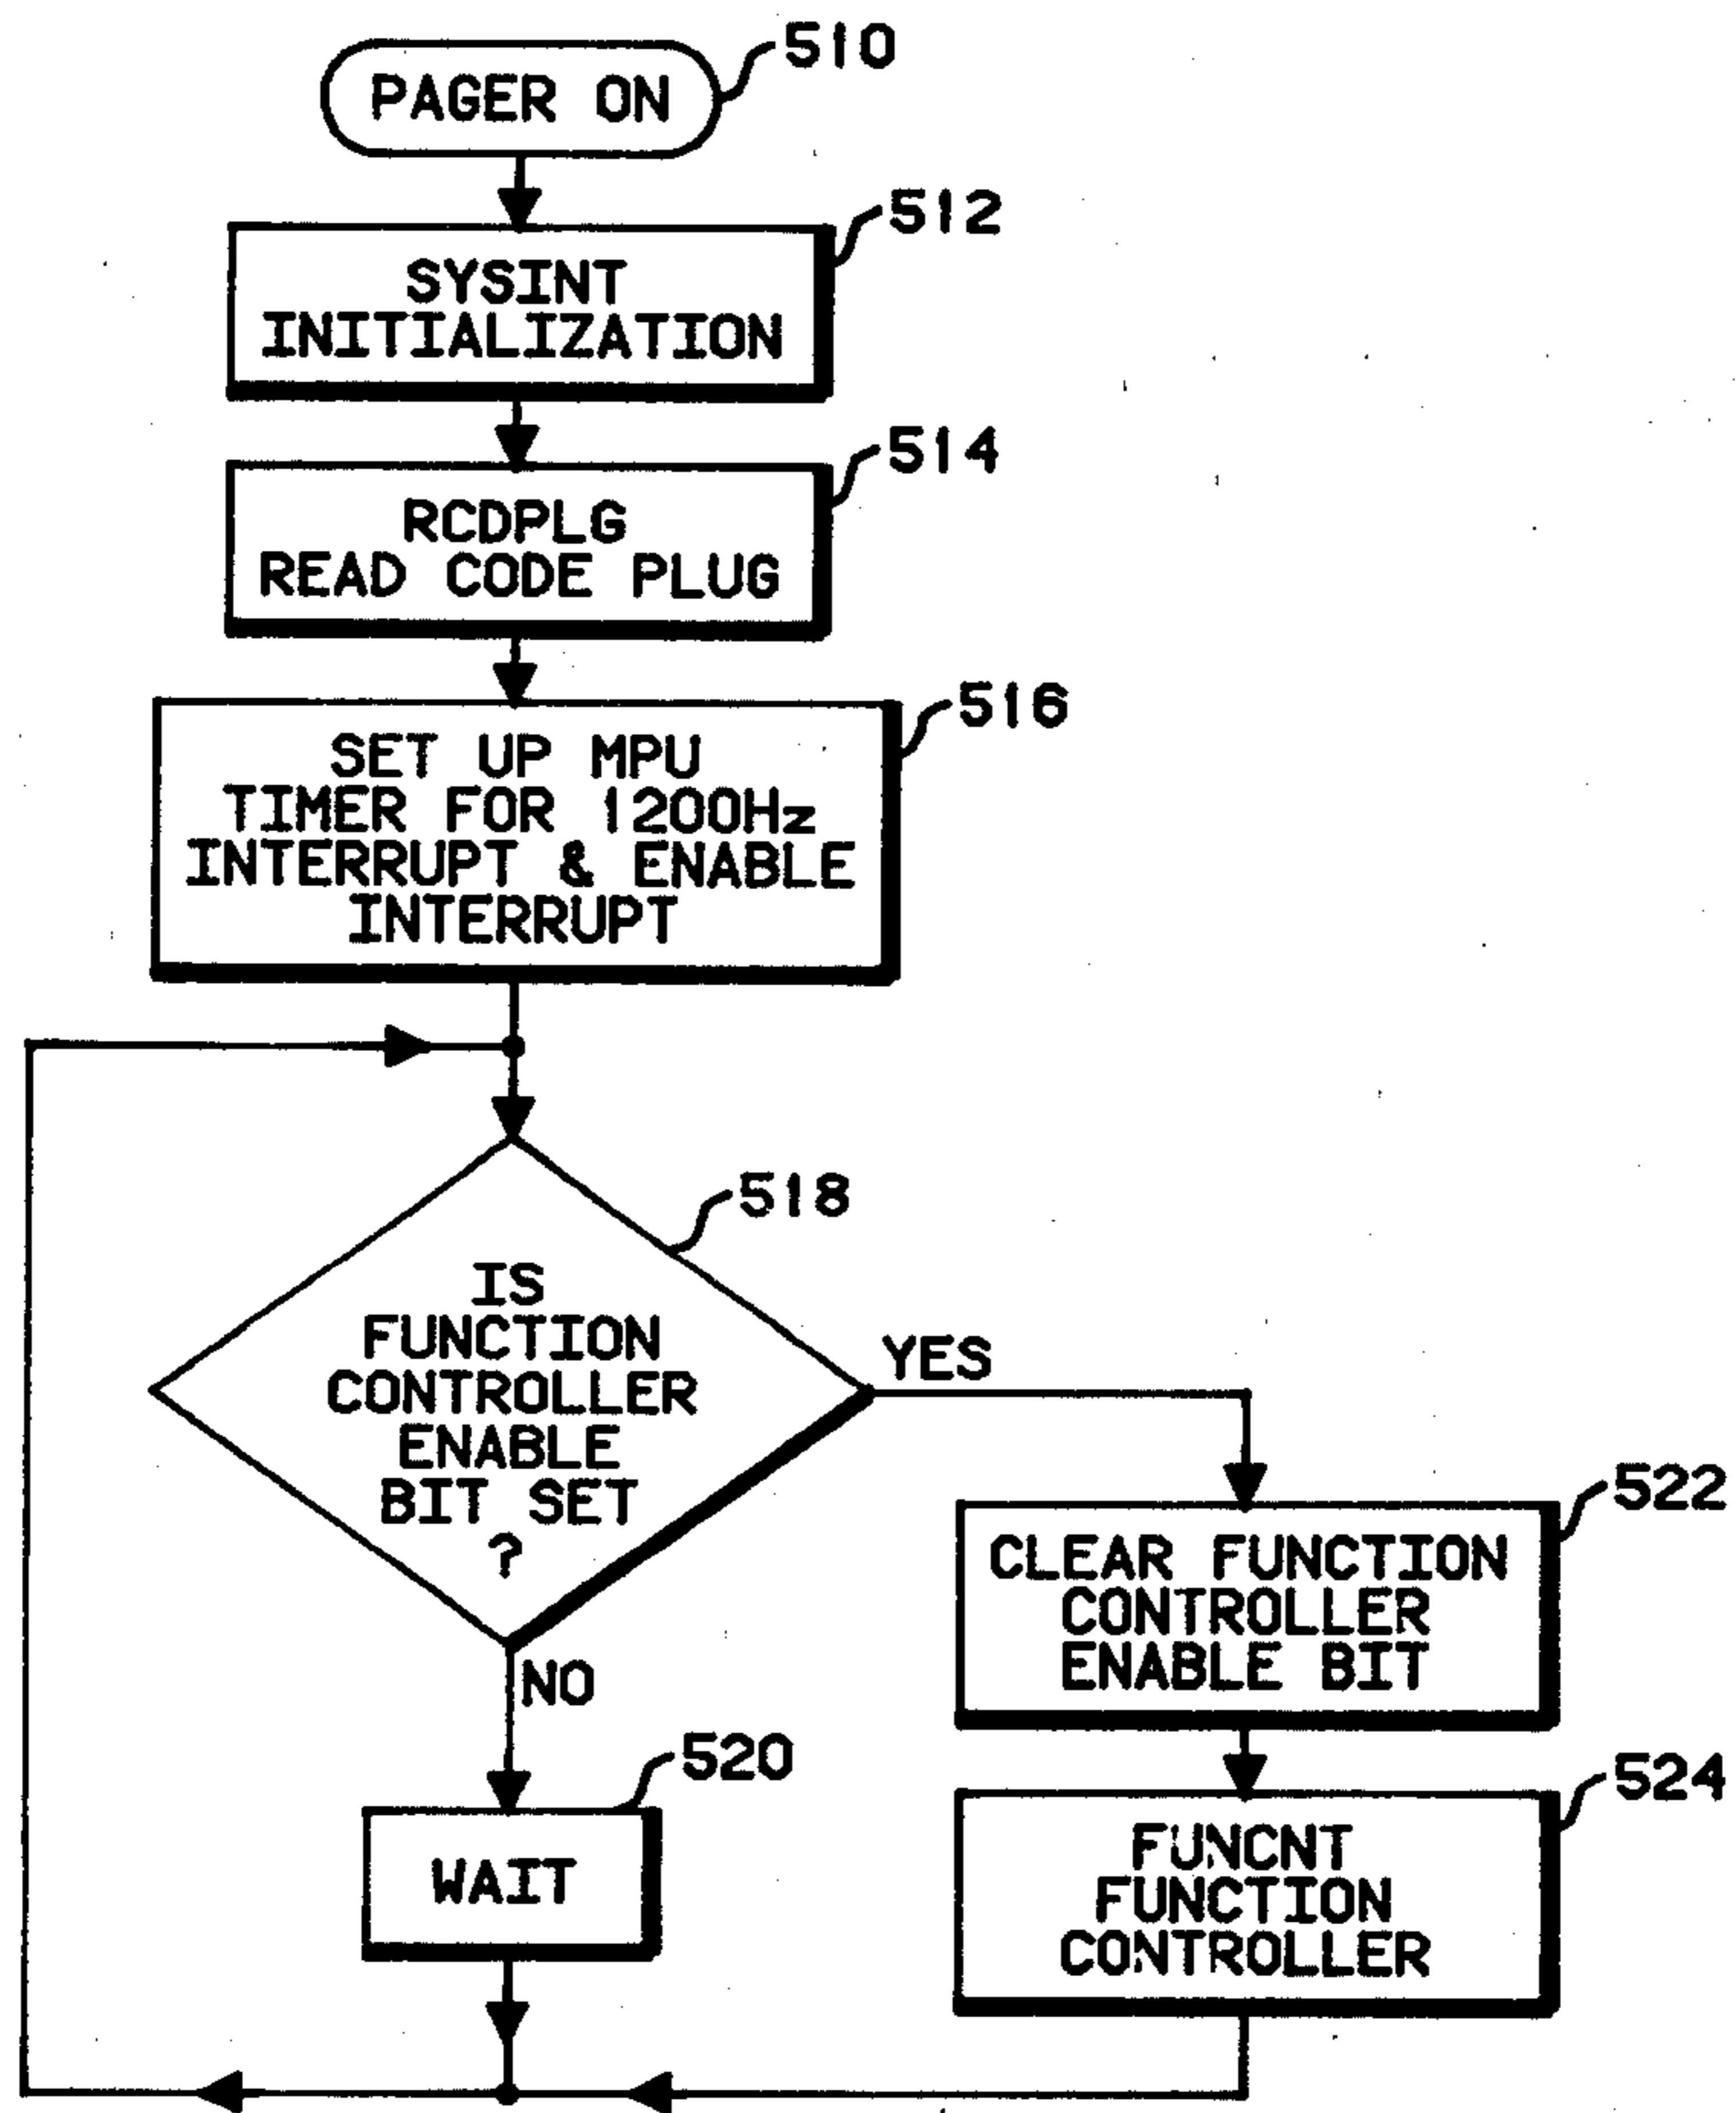 510
PAGER ON
512
SYSINT
INITIALIZATION
514
RCDPLG
READ CODE PLUG
516
SET UP MPU
TIMER FOR 1200Hz
INTERRUPT & ENABLE
INTERRUPT
518
IS
FUNCTION
CONTROLLER
ENABLE
BIT SET
?
YES
NO
520
WAIT
522
CLEAR FUNCTION
CONTROLLER
ENABLE BIT
524
FUNCNT
FUNCTION
CONTROLLER